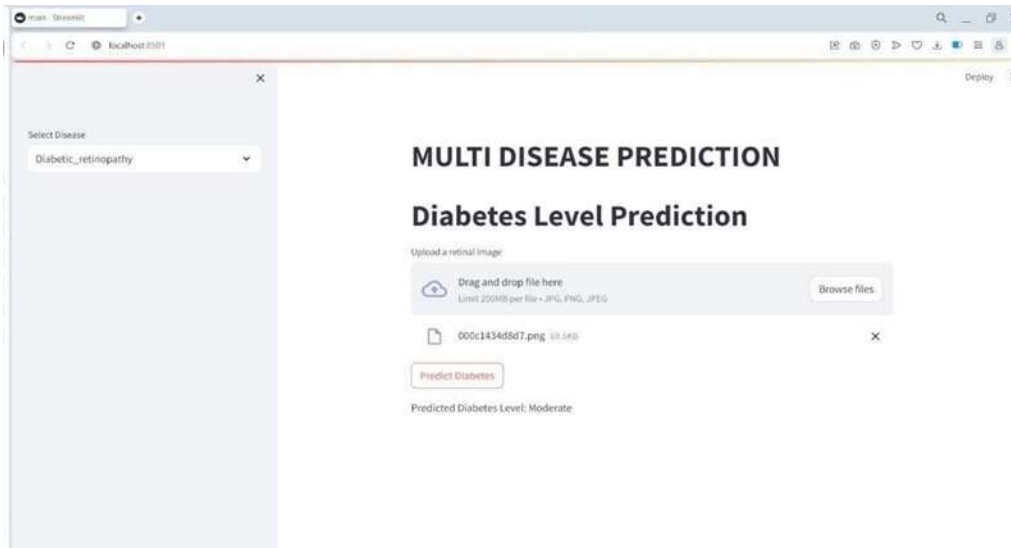 main · Streamlit
localhost:8501
Deploy
Select Disease
Diabetic_retinopathy
MULTI DISEASE PREDICTION
Diabetes Level Prediction
Upload a retinal image
Drag and drop file here
Browse files
Limit 200MB per file • JPG, PNG, JPEG
000c1434d8d7.png
Predict Diabetes
Predicted Diabetes Level: Moderate